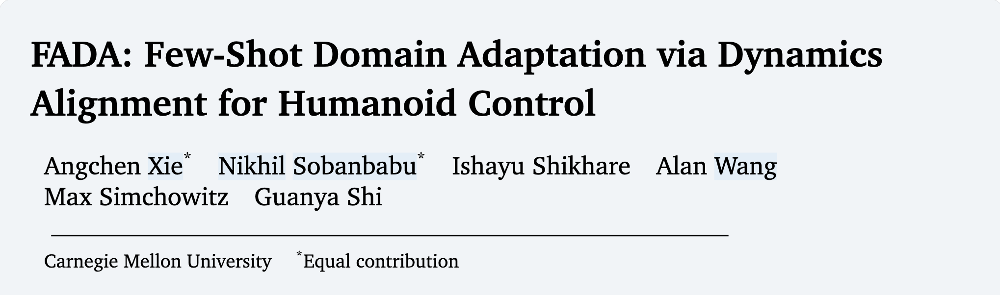 FADA: Few-Shot Domain Adaptation via Dynamics
Alignment for Humanoid Control
Angchen Xie* Nikhil Sobanbabu* Ishayu Shikhare Alan Wang
Max Simchowitz Guanya Shi
Carnegie Mellon University *Equal contribution